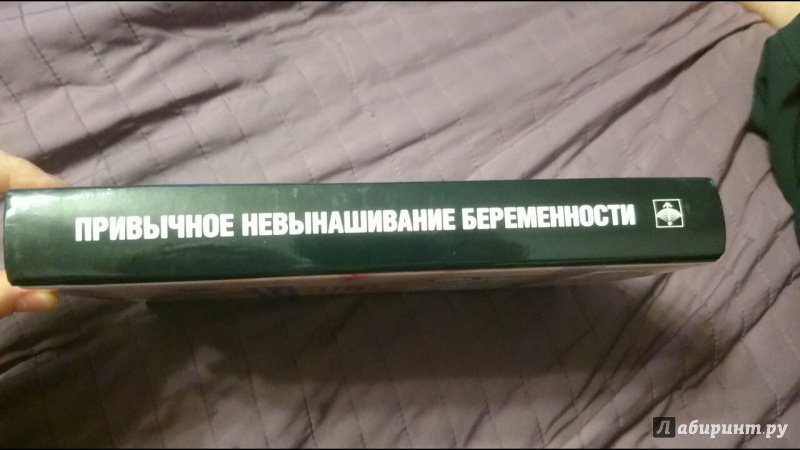 ПРИВЫЧНОЕ НЕВЫНАШИВАНИЕ БЕРЕМЕННОСТИ
Лабиринт.ру